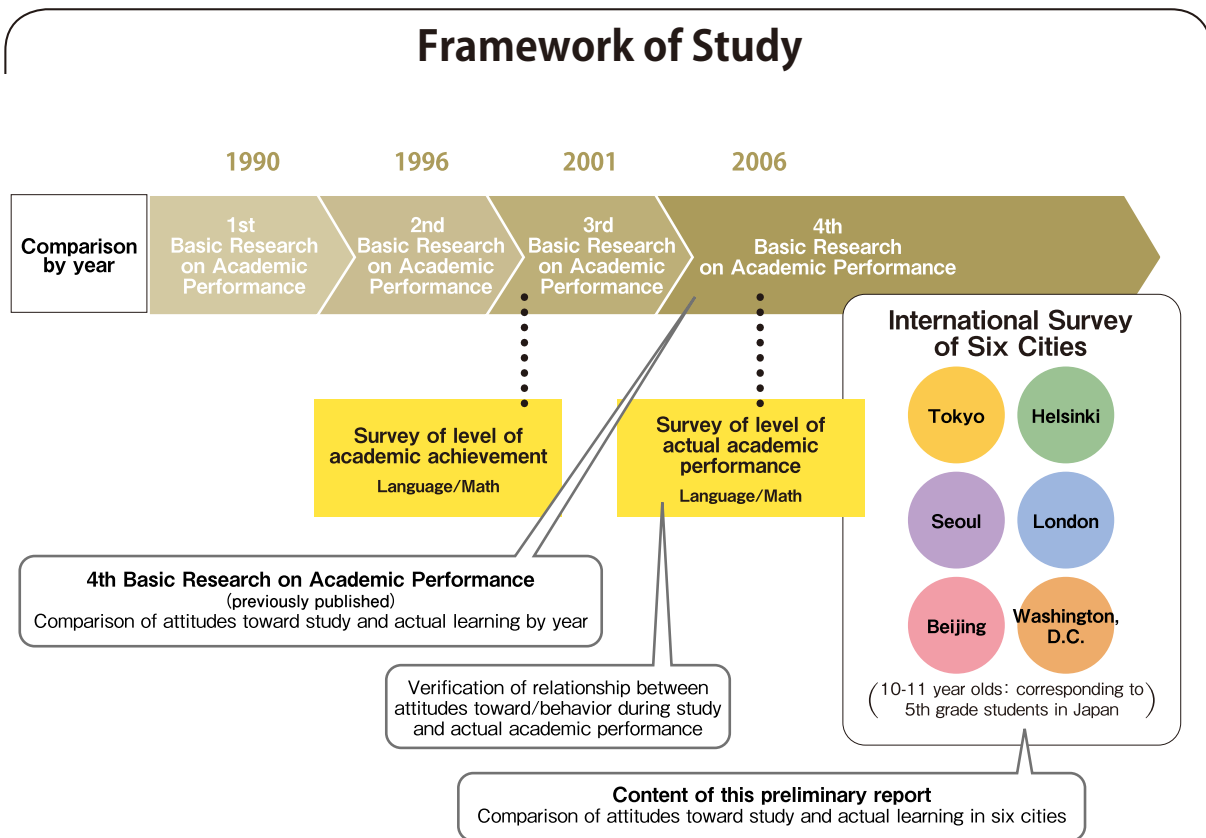 Framework of Study
1990
1996
2001
2006
Comparison
by year
1st
Basic Research
on Academic
Performance
2nd
Basic Research
on Academic
Performance
3rd
Basic Research
on Academic
Performance
4th
Basic Research
on Academic Performance
International Survey
of Six Cities
Tokyo
Helsinki
Seoul
London
Beijing
Washington,
D.C.
(10-11 year olds: corresponding to
5th grade students in Japan)
Survey of level of
academic achievement
Language/Math
Survey of level of
actual academic
performance
Language/Math
4th Basic Research on Academic Performance
(previously published)
Comparison of attitudes toward study and actual learning by year
Verification of relationship between
attitudes toward/behavior during study
and actual academic performance
Content of this preliminary report
Comparison of attitudes toward study and actual learning in six cities